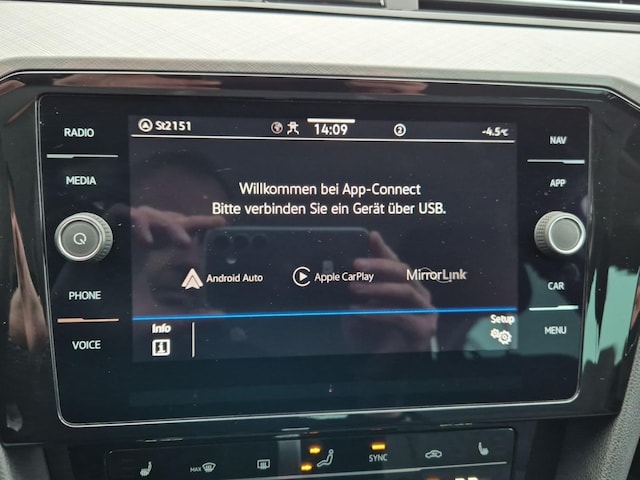 RADIO
MEDIA
PHONE
VOICE
St2151
14:09
2
-4.5°C
Willkommen bei App-Connect
Bitte verbinden Sie ein Gerät über USB.
Android Auto
Apple CarPlay
MirrorLink
Info
Setup
NAV
APP
CAR
MENU
MAX
SYNC